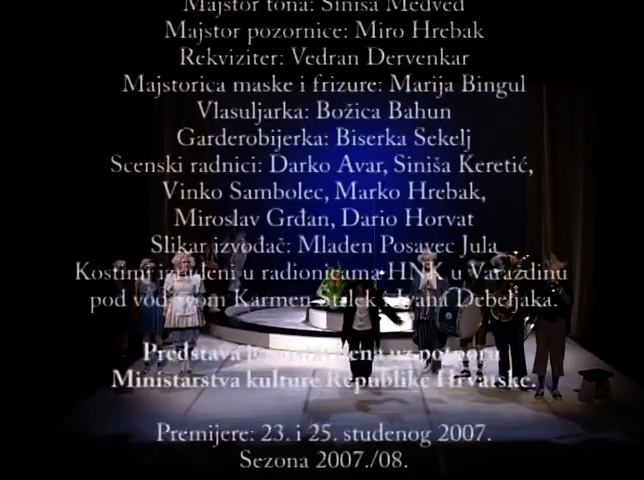 Majstor tona: Siniša Medved
Majstor pozornice: Miro Hrebak
Rekviziter: Vedran Dervenkar
Majstorica maske i frizure: Marija Bingul
Vlasuljarka: Božica Bahun
Garderobijerka: Biserka Sekelj
Scenski radnici: Darko Avar, Siniša Keretić,
Vinko Sambolec, Marko Hrebak,
Miroslav Grđan, Dario Horvat
Slikar izvođač: Mladen Posavec Jula
Kostimi izrađeni u radionicama HNK u Varaždinu
pod vodstvom Karmen i Ivana Debeljaka.
Predstava je uz potporu
Ministarstva kulture Republike Hrvatske.
Premijere: 23. i 25. studenog 2007.
Sezona 2007./08.